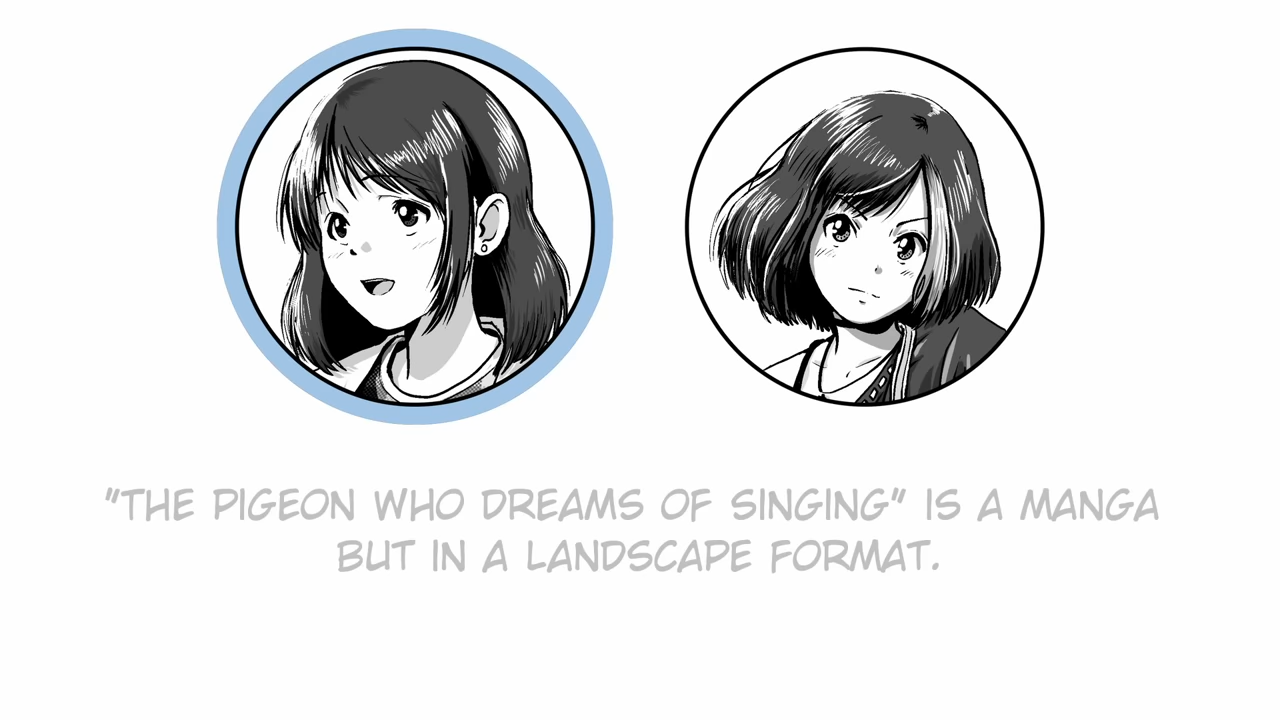 "THE PIGEON WHO DREAMS OF SINGING" IS A MANGA
BUT IN A LANDSCAPE FORMAT.